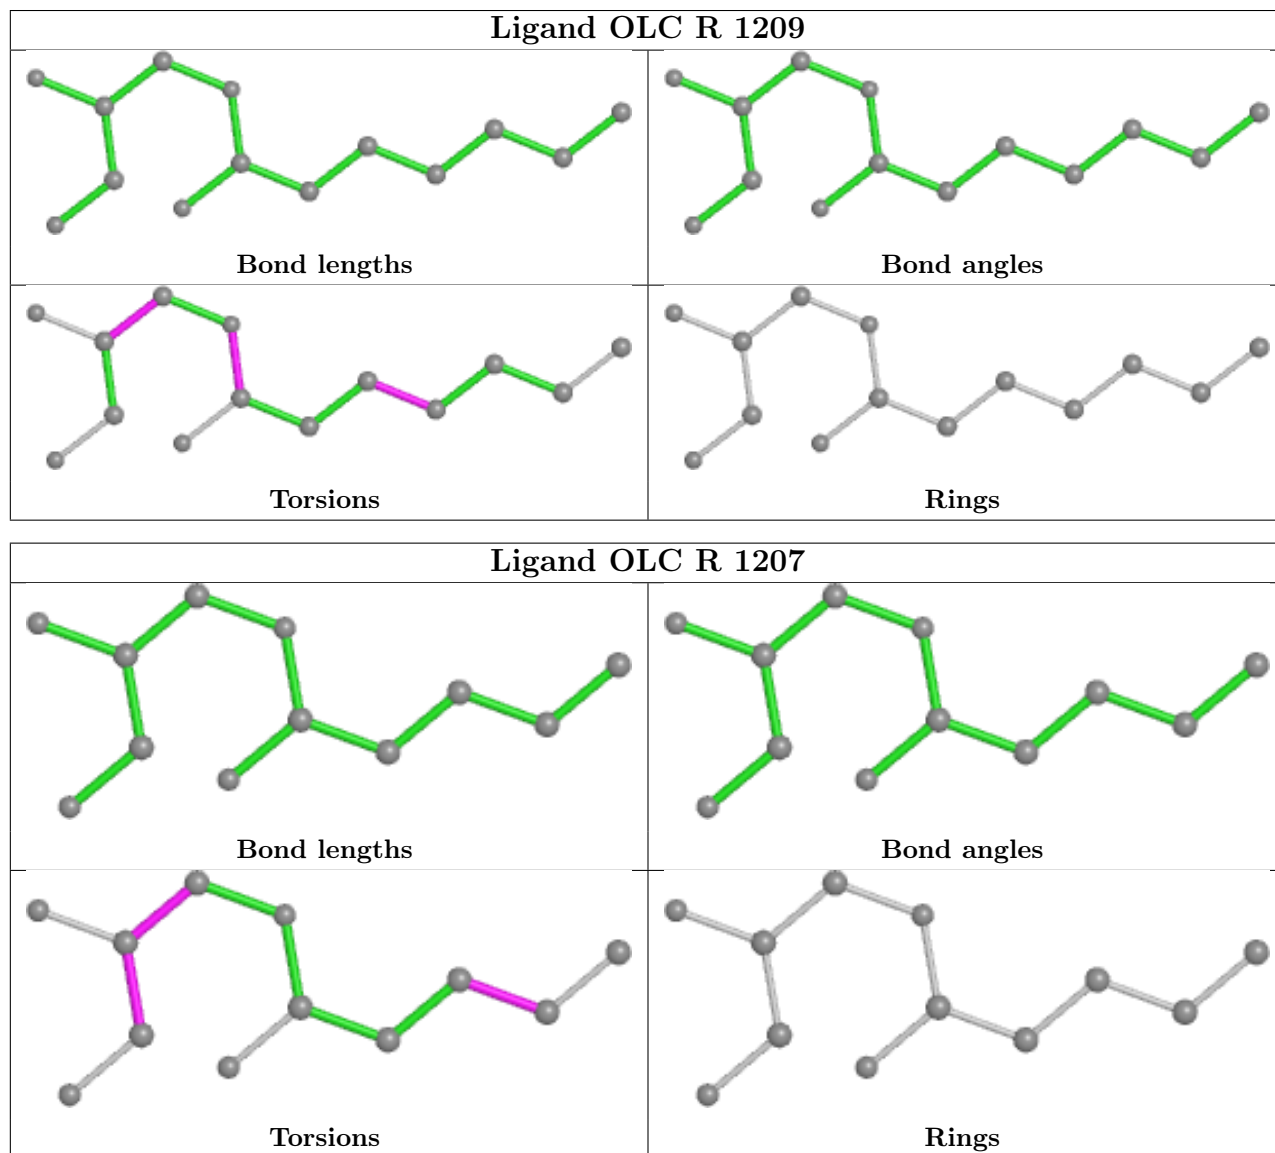 Ligand OLC R 1209
Bond lengths
Bond angles
Torsions
Rings
Ligand OLC R 1207
Bond lengths
Bond angles
Torsions
Rings